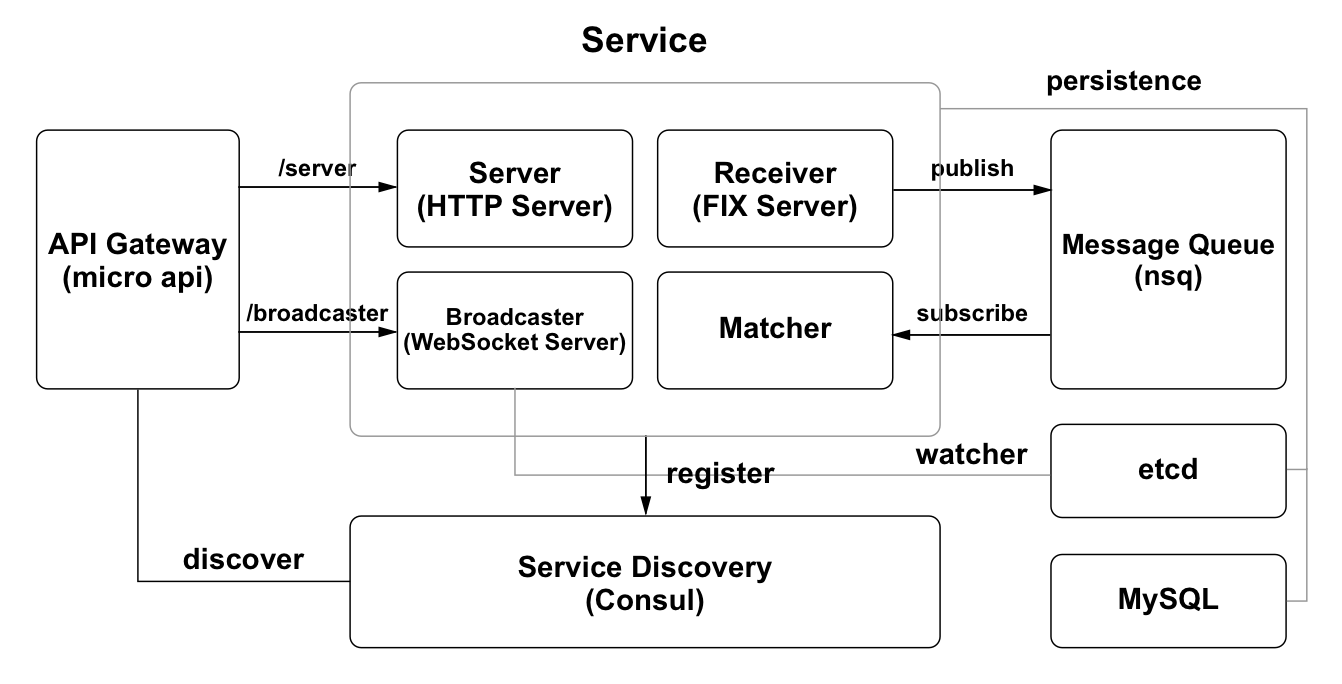 Service
persistence
/server
Server
(HTTP Server)
Receiver
(FIX Server)
publish
API Gateway
(micro api)
Message Queue
(nsq)
/broadcaster
Broadcaster
(WebSocket Server)
Matcher
subscribe
register
watcher
etcd
discover
Service Discovery
(Consul)
MySQL